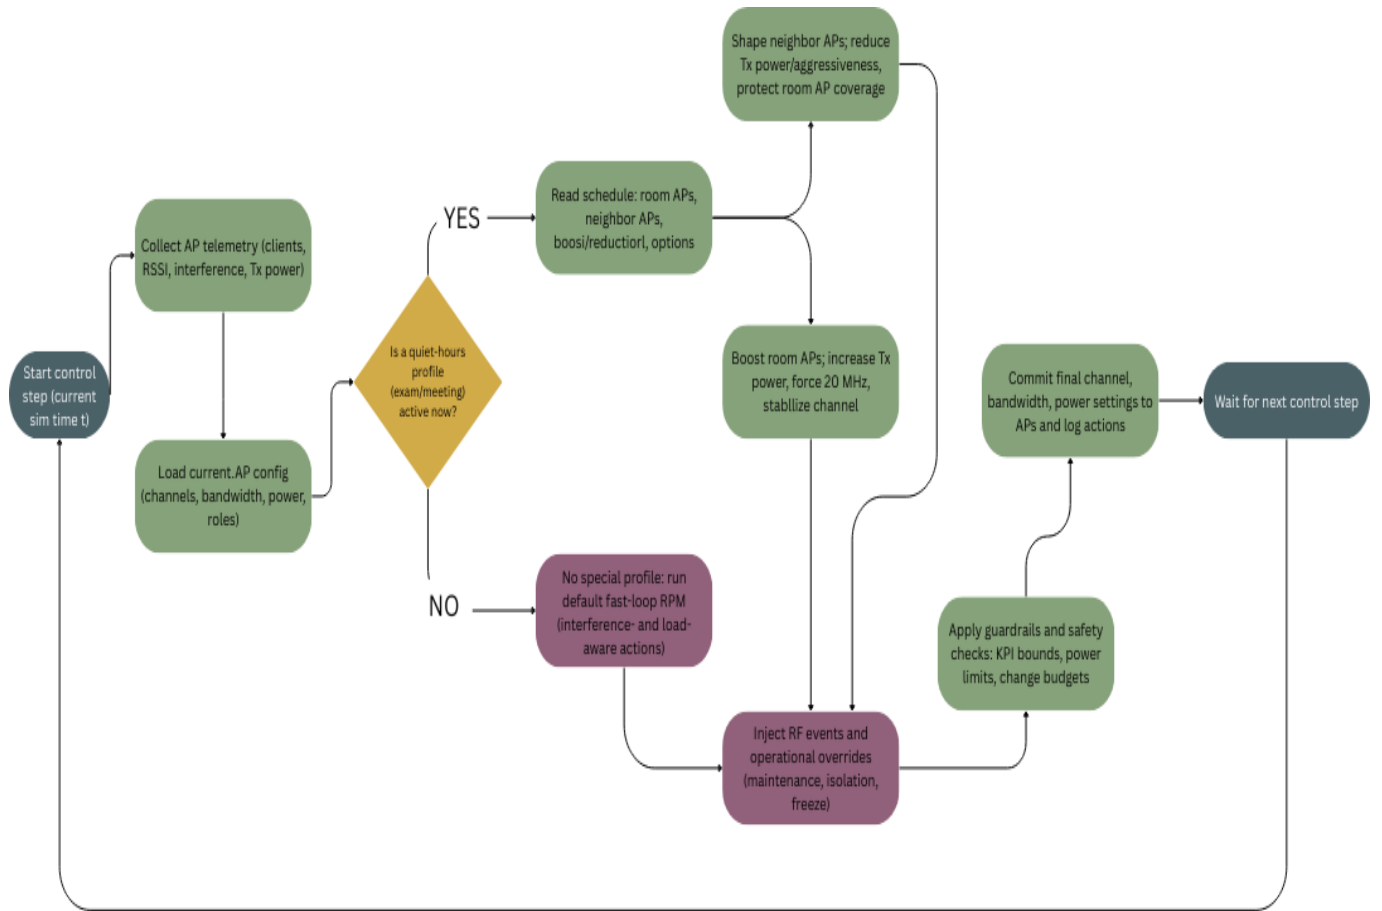 Start control
step (current
sim time t)
Collect AP telemetry (clients,
RSSI, interference, Tx power)
Load current.AP config
(channels, bandwidth, power,
roles)
Is a quiet-hours
profile
(exam/meeting)
active now?
YES
NO
Read schedule: room APs,
neighbor APs,
boosi/reductiorl, options
Shape neighbor APs; reduce
Tx power/aggressiveness,
protect room AP coverage
Boost room APs; increase Tx
power, force 20 MHz,
stabllize channel
No special profile: run
default fast-loop RPM
(interference- and load-
aware actions)
Inject RF events and
operational overrides
(maintenance, isolation,
freeze)
Apply guardrails and safety
checks: KPI bounds, power
limits, change budgets
Commit final channel,
bandwidth, power settings to
APs and log actions
Wait for next control step